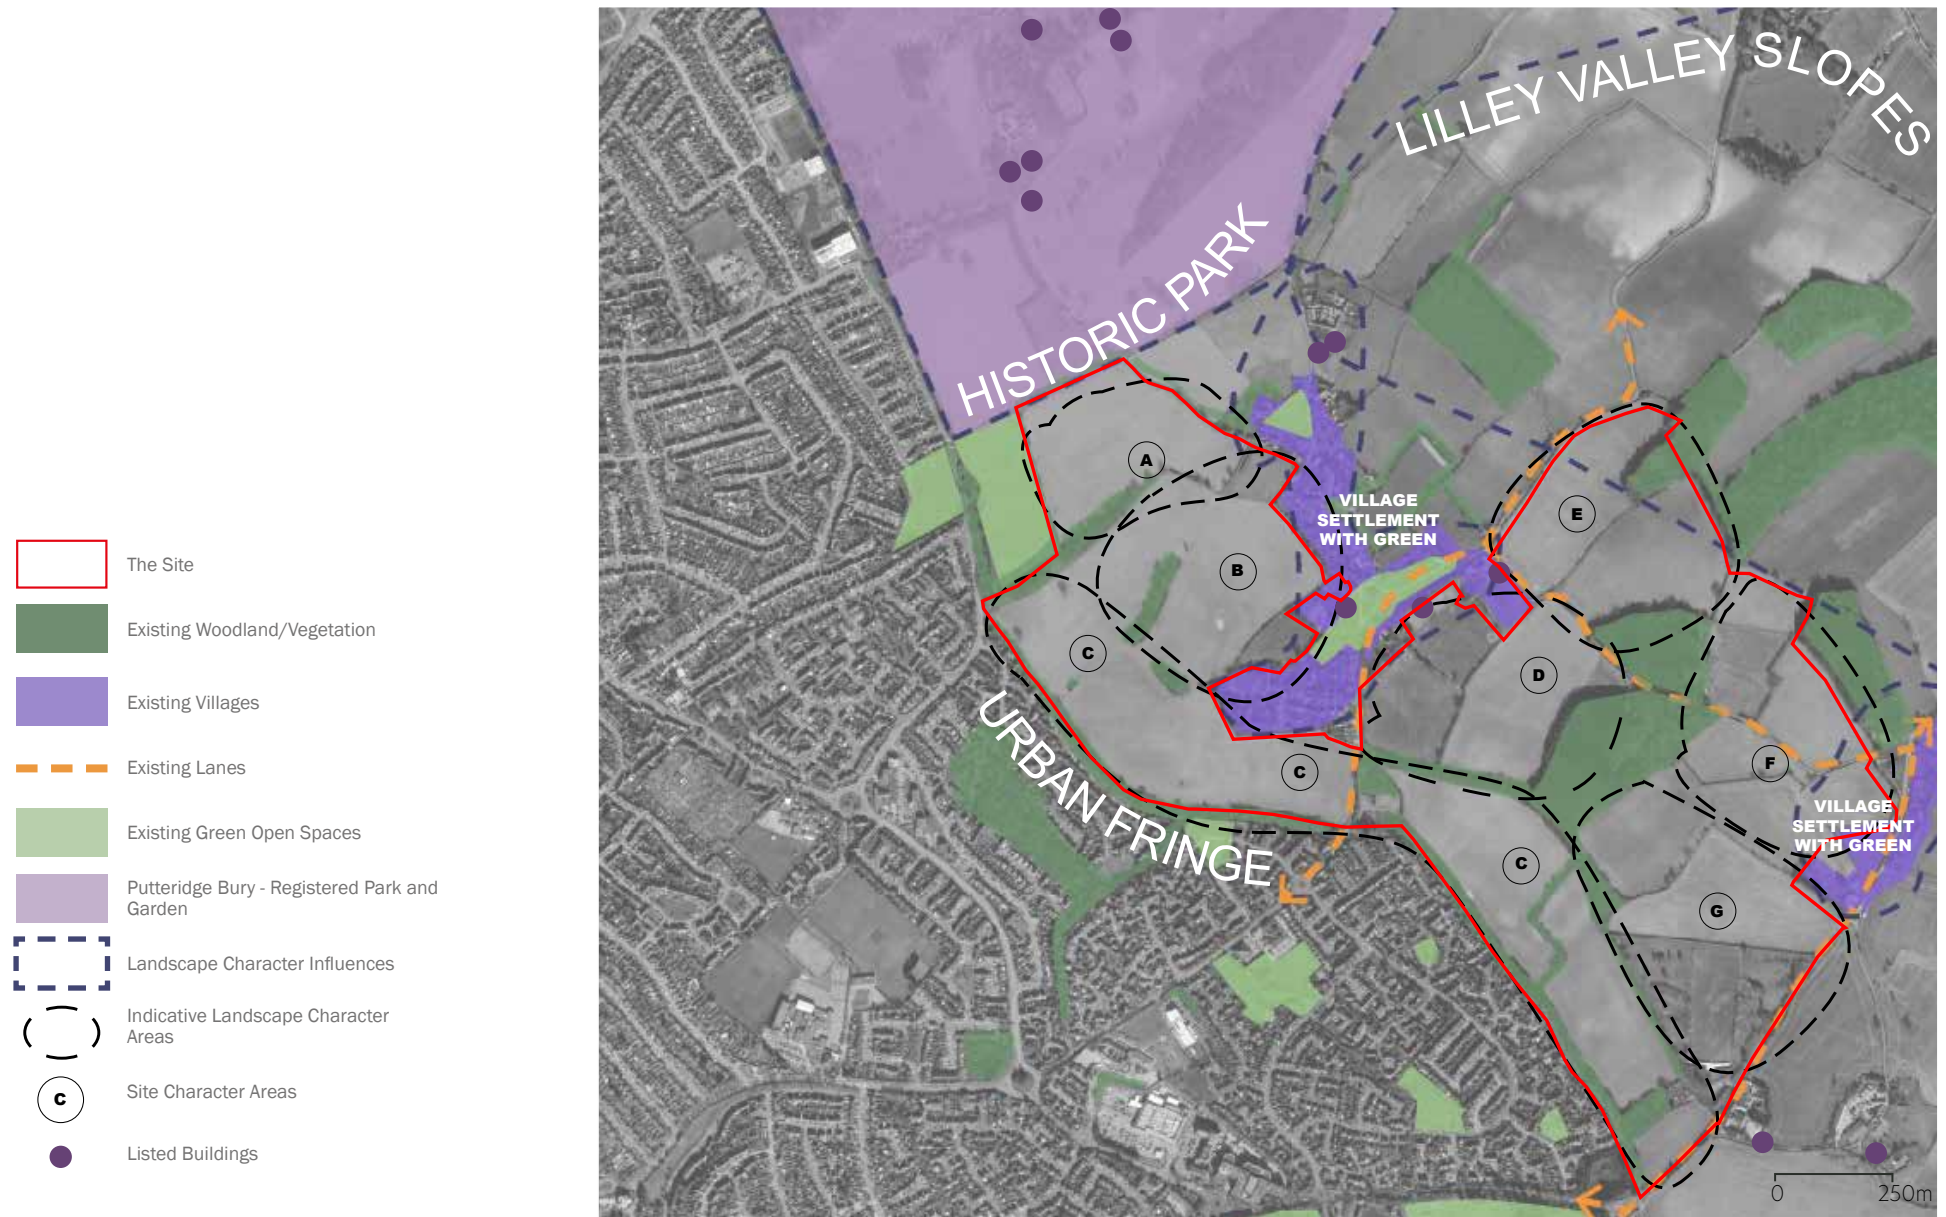 The Site
Existing Woodland/Vegetation
Existing Villages
Existing Lanes
Existing Green Open Spaces
Putteridge Bury - Registered Park and
Garden
Landscape Character Influences
Indicative Landscape Character
Areas
C
Site Character Areas
Listed Buildings
LILLEY VALLEY SLOPES
HISTORIC PARK
A
VILLAGE
SETTLEMENT
WITH GREEN
E
B
C
D
URBAN FRINGE
C
F
VILLAGE
SETTLEMENT
WITH GREEN
C
G
0
250m